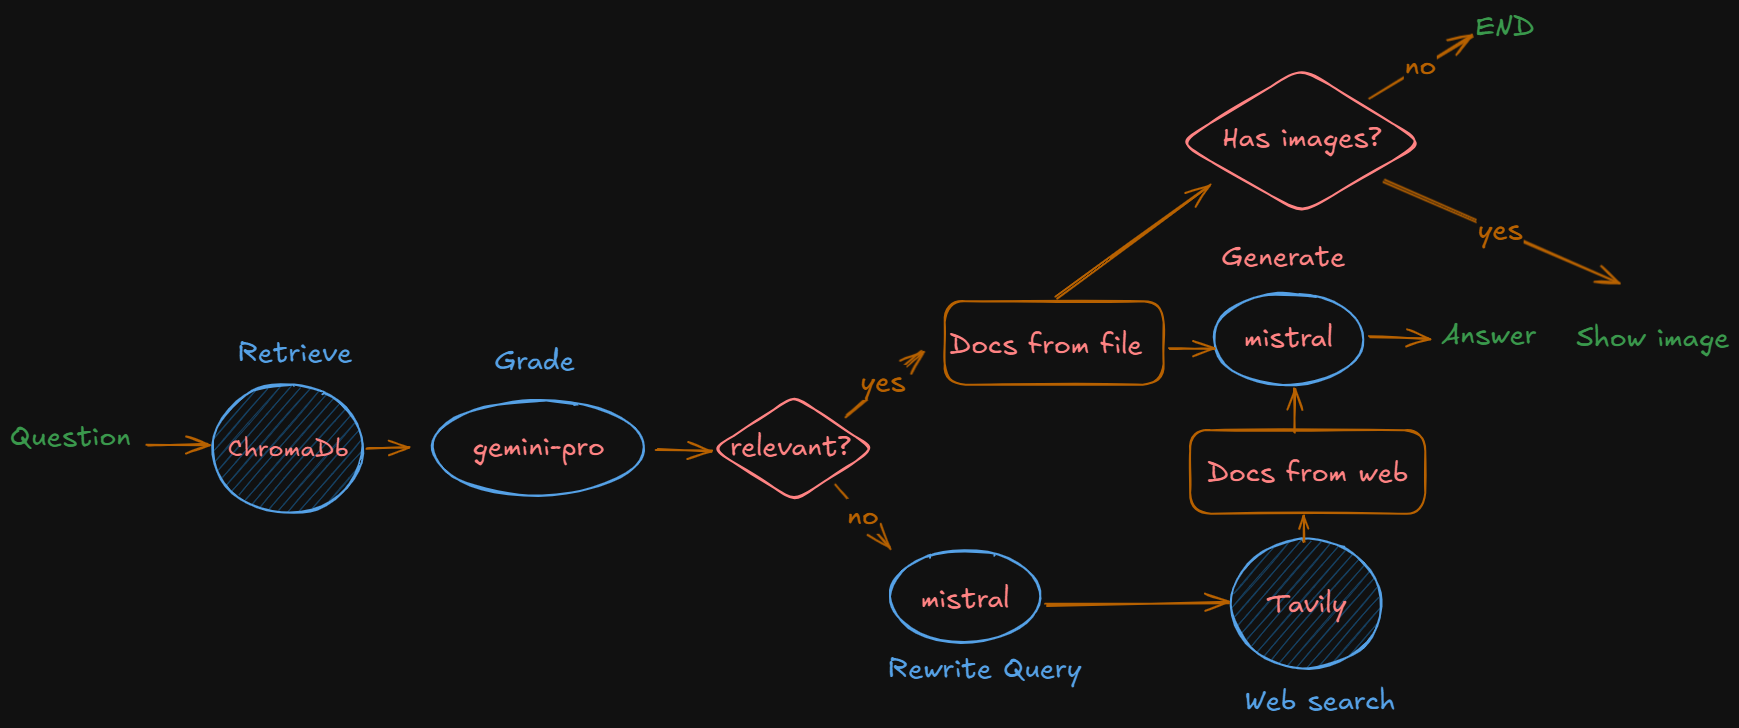 END
no
Has images?
yes
Generate
Docs from file
mistral
Answer
Show image
Retrieve
Grade
yes
Question
ChromaDb
gemini-pro
relevant?
Docs from web
no
mistral
Tavily
Rewrite Query
Web search